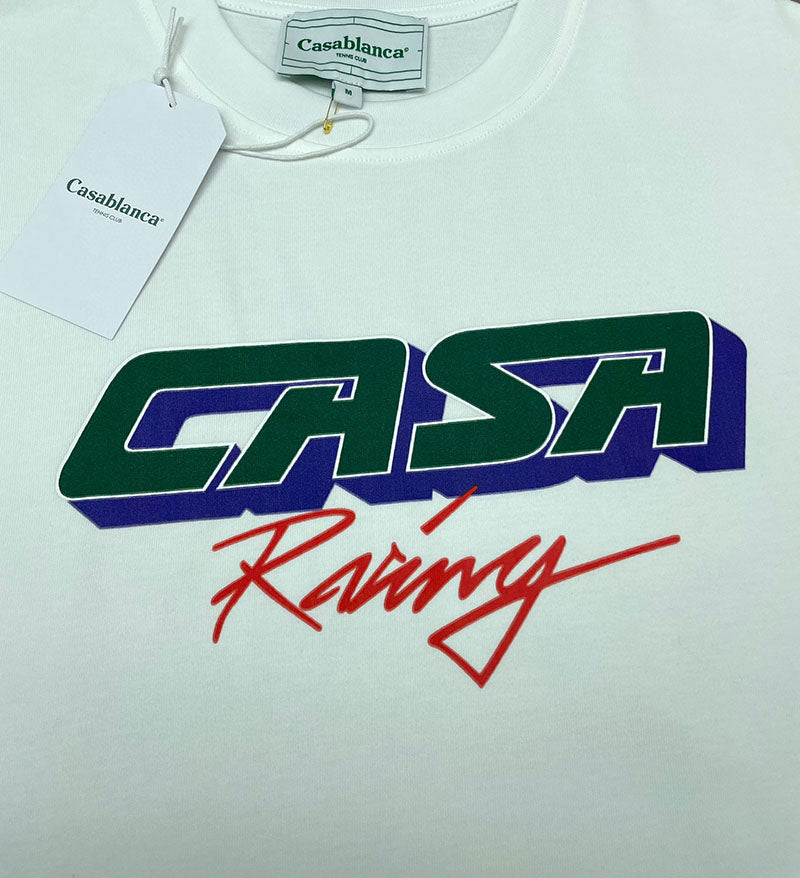 Casablanca®
TENNIS CLUB
M
Casablanca®
TENNIS CLUB
CASA
Racing